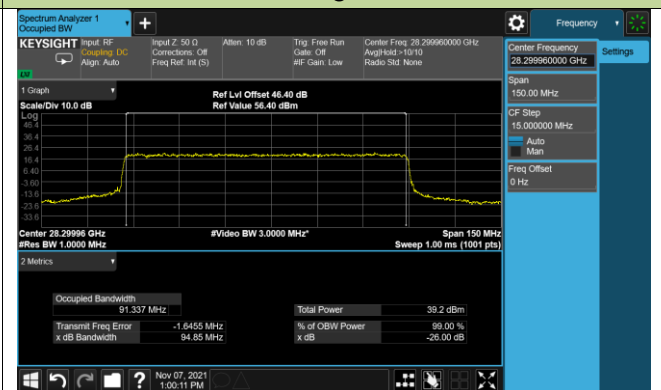 Spectrum Analyzer 1
Occupied BW
Frequency
KEYSIGHT Input: RF Input Z: 50 Ω Atten: 10 dB Trig: Free Run Center Freq: 28.299960000 GHz
Coupling: DC Corrections: Off Gate: Off Avg|Hold:>10/10
Align: Auto Freq Ref: Int (S) #IF Gain: Low Radio Std: None
Center Frequency
28.299960000 GHz
Settings
Span
150.00 MHz
CF Step
15.000000 MHz
Auto
Man
Freq Offset
0 Hz
1 Graph
Ref Lvl Offset 46.40 dB
Scale/Div 10.0 dB Ref Value 56.40 dBm
Log
46.4
36.4
26.4
16.4
6.40
-3.60
-13.6
-23.6
-33.6
Center 28.29996 GHz #Video BW 3.0000 MHz* Span 150 MHz
#Res BW 1.0000 MHz Sweep 1.00 ms (1001 pts)
2 Metrics
Occupied Bandwidth
91.337 MHz Total Power 39.2 dBm
Transmit Freq Error -1.6455 MHz % of OBW Power 99.00 %
x dB Bandwidth 94.85 MHz x dB -26.00 dB
Nov 07, 2021
1:00:11 PM